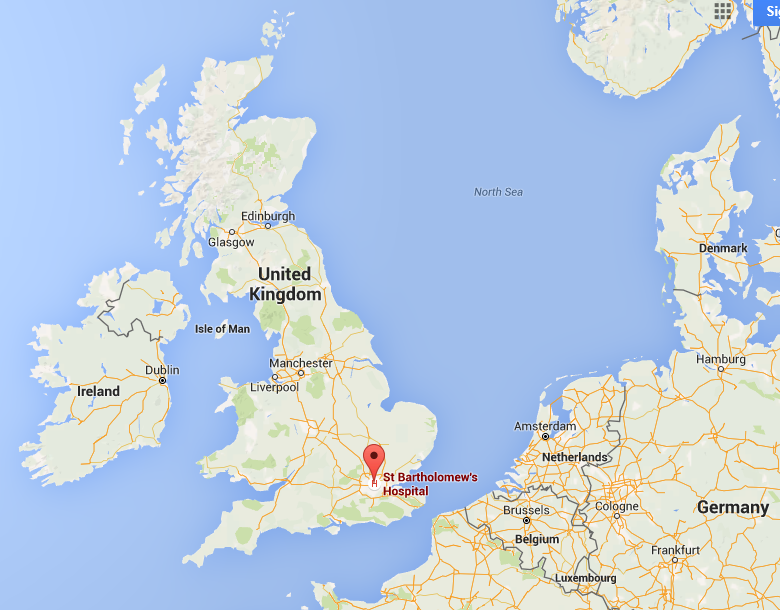 Si
North Sea
Edinburgh
Glasgow
Denmark
United
Kingdom
Isle of Man
Hamburg
Manchester
Dublin
Liverpool
Ireland
Amsterdam
Netherlands
St Bartholomew's
Hospital
H
Brussels
Cologne
Germany
Belgium
Frankfurt
Luxembourg